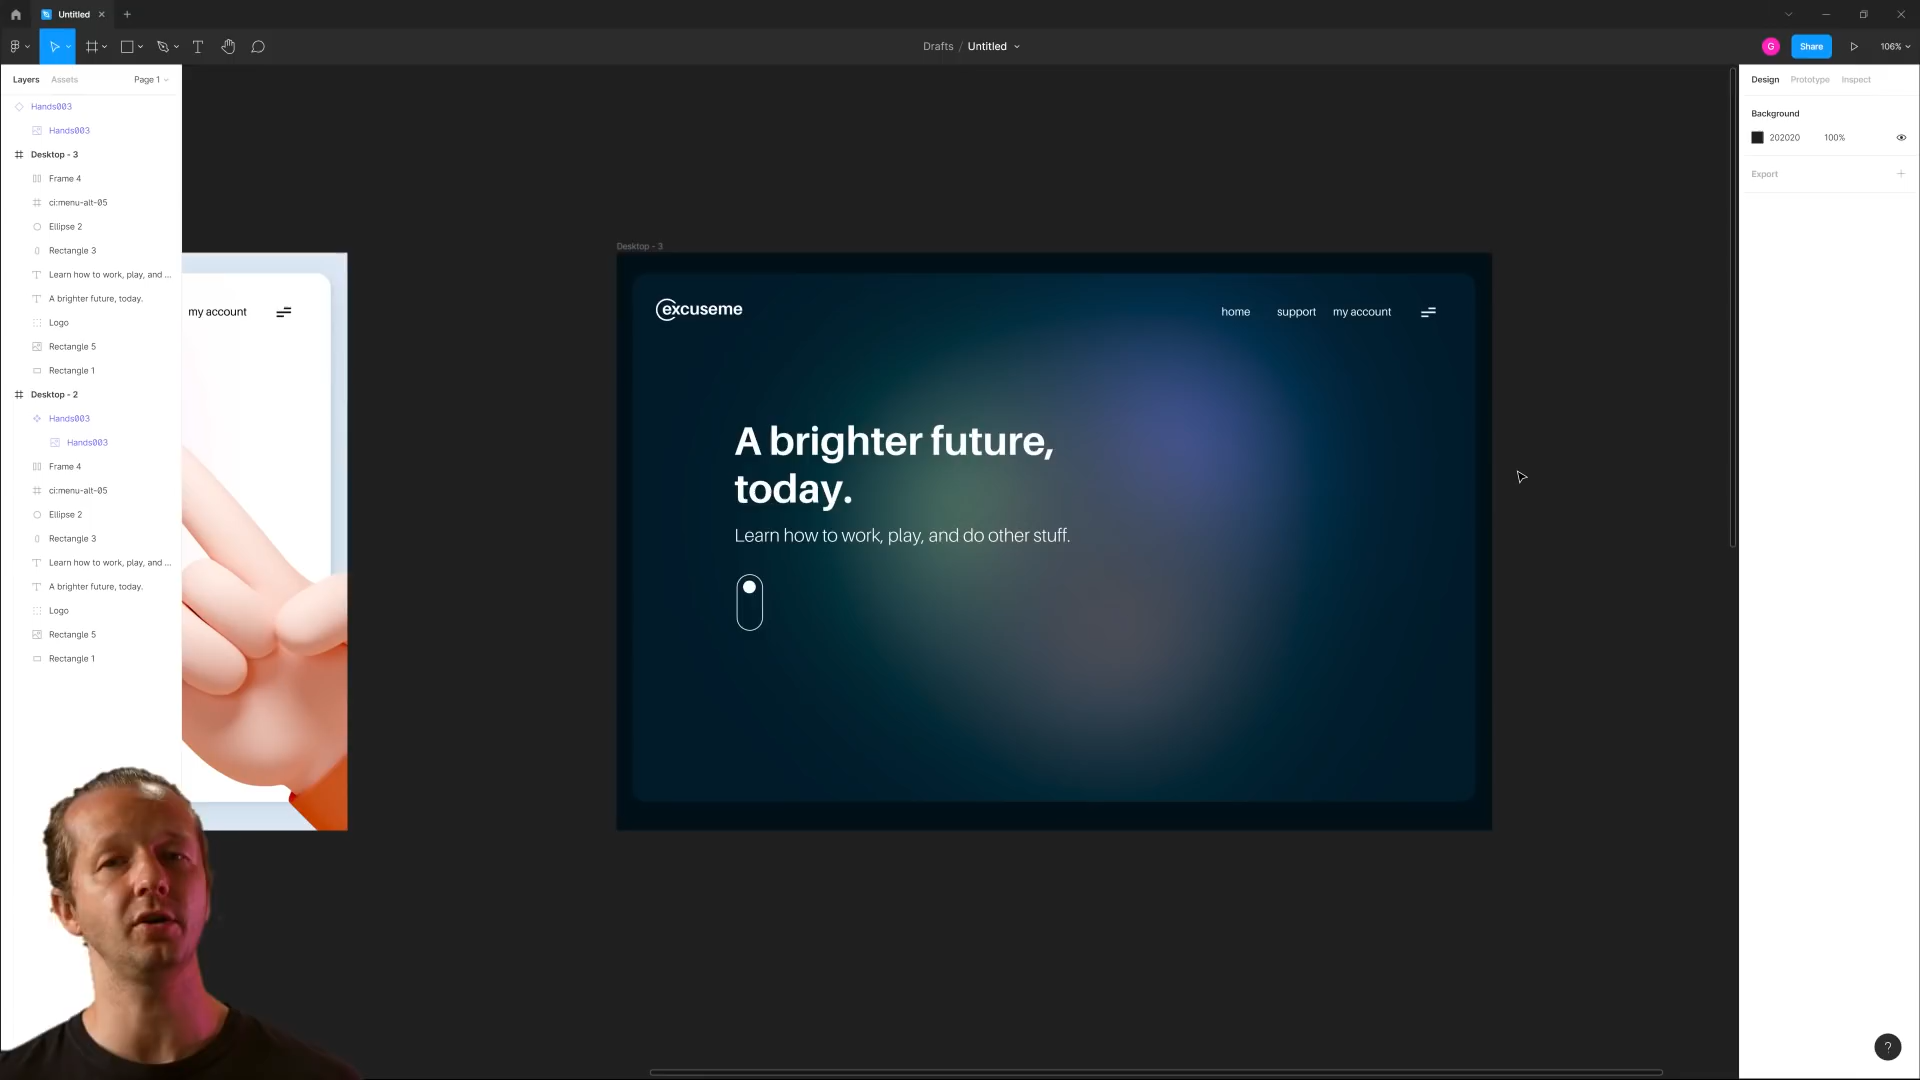 Untitled
Drafts / Untitled
G
Share
106%
Layers
Assets
Page 1
Hands003
Hands003
Desktop - 3
Frame 4
ci:menu-alt-05
Ellipse 2
Rectangle 3
Learn how to work, play, and ...
A brighter future, today.
Logo
Rectangle 5
Rectangle 1
Desktop - 2
Hands003
Hands003
Frame 4
ci:menu-alt-05
Ellipse 2
Rectangle 3
Learn how to work, play, and ...
A brighter future, today.
Logo
Rectangle 5
Rectangle 1
my account
Desktop - 3
excuseme
home
support
my account
A brighter future,
today.
Learn how to work, play, and do other stuff.
Design
Prototype
Inspect
Background
202020
100%
Export
?